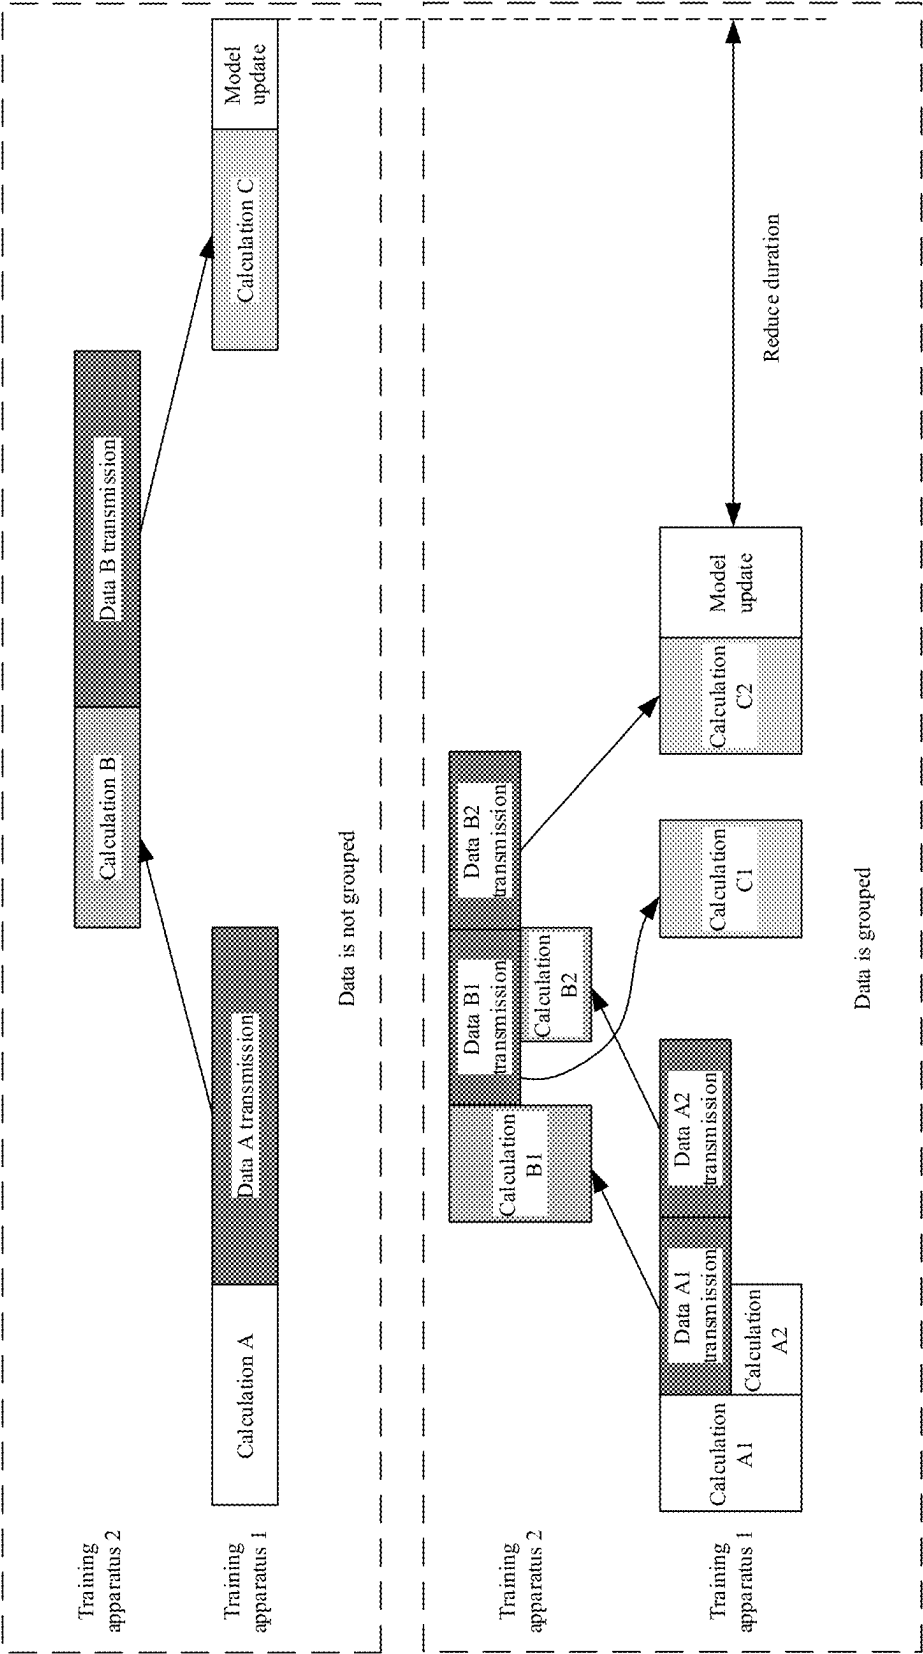 Training
apparatus 2
Calculation B
Data B transmission
Training
apparatus 1
Calculation A
Data A transmission
Calculation C
Model
update
Data is not grouped
Training
apparatus 2
Calculation
B1
Data B1
transmission
Data B2
transmission
Calculation
B2
Training
apparatus 1
Calculation
A1
Data A1
transmission
Data A2
transmission
Calculation
A2
Calculation
C1
Calculation
C2
Model
update
Reduce duration
Data is grouped